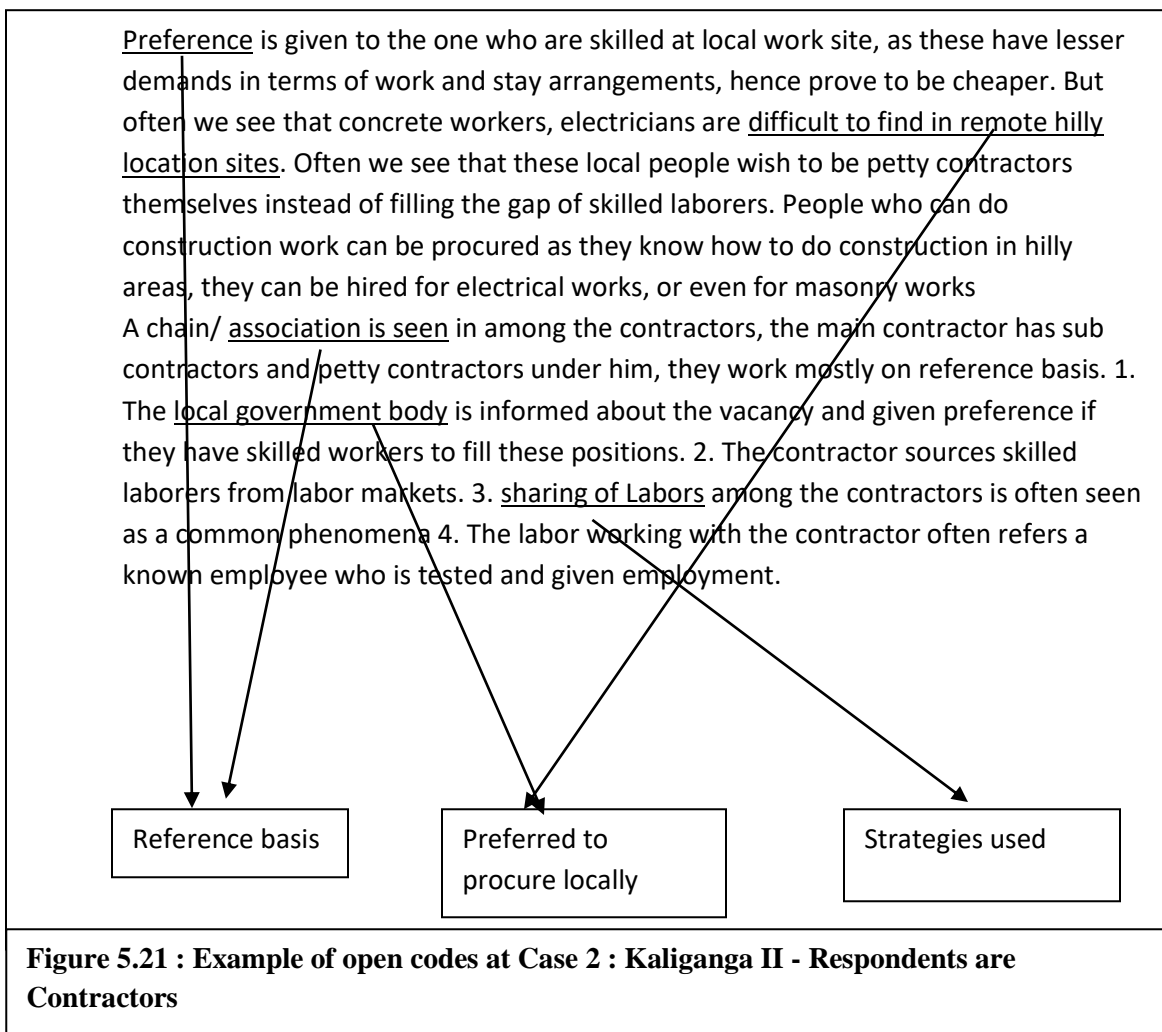 Preference is given to the one who are skilled at local work site, as these have lesser
demands in terms of work and stay arrangements, hence prove to be cheaper. But
often we see that concrete workers, electricians are difficult to find in remote hilly
location sites. Often we see that these local people wish to be petty contractors
themselves instead of filling the gap of skilled laborers. People who can do
construction work can be procured as they know how to do construction in hilly
areas, they can be hired for electrical works, or even for masonry works
A chain/ association is seen in among the contractors, the main contractor has sub
contractors and petty contractors under him, they work mostly on reference basis. 1.
The local government body is informed about the vacancy and given preference if
they have skilled workers to fill these positions. 2. The contractor sources skilled
laborers from labor markets. 3. sharing of Labors among the contractors is often seen
as a common phenomena 4. The labor working with the contractor often refers a
known employee who is tested and given employment.
Reference basis
Preferred to
procure locally
Strategies used
Figure 5.21 : Example of open codes at Case 2 : Kaliganga II - Respondents are
Contractors